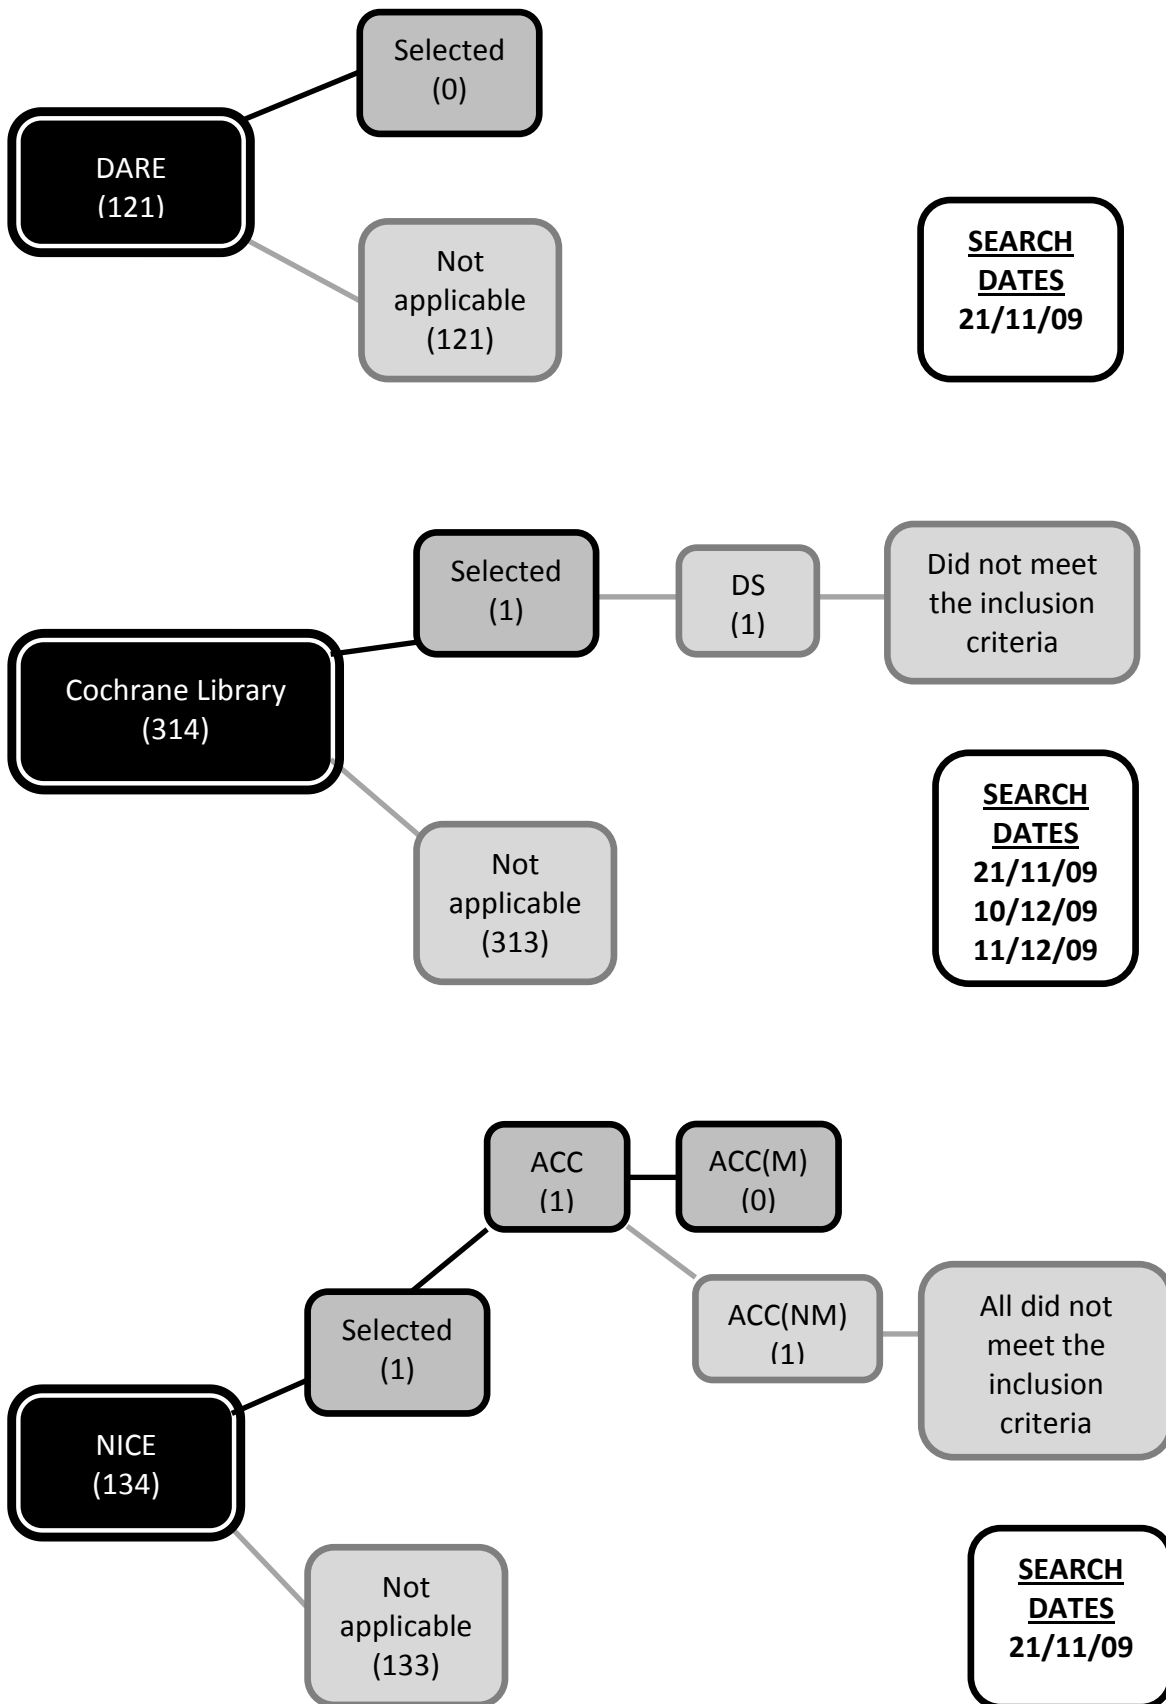 Selected
(0)
DARE
(121)
Not
applicable
(121)
SEARCH
DATES
21/11/09
Selected
(1)
DS
(1)
Did not meet
the inclusion
criteria
Cochrane Library
(314)
Not
applicable
(313)
SEARCH
DATES
21/11/09
10/12/09
11/12/09
ACC
(1)
ACC(M)
(0)
Selected
(1)
ACC(NM)
(1)
All did not
meet the
inclusion
criteria
NICE
(134)
Not
applicable
(133)
SEARCH
DATES
21/11/09